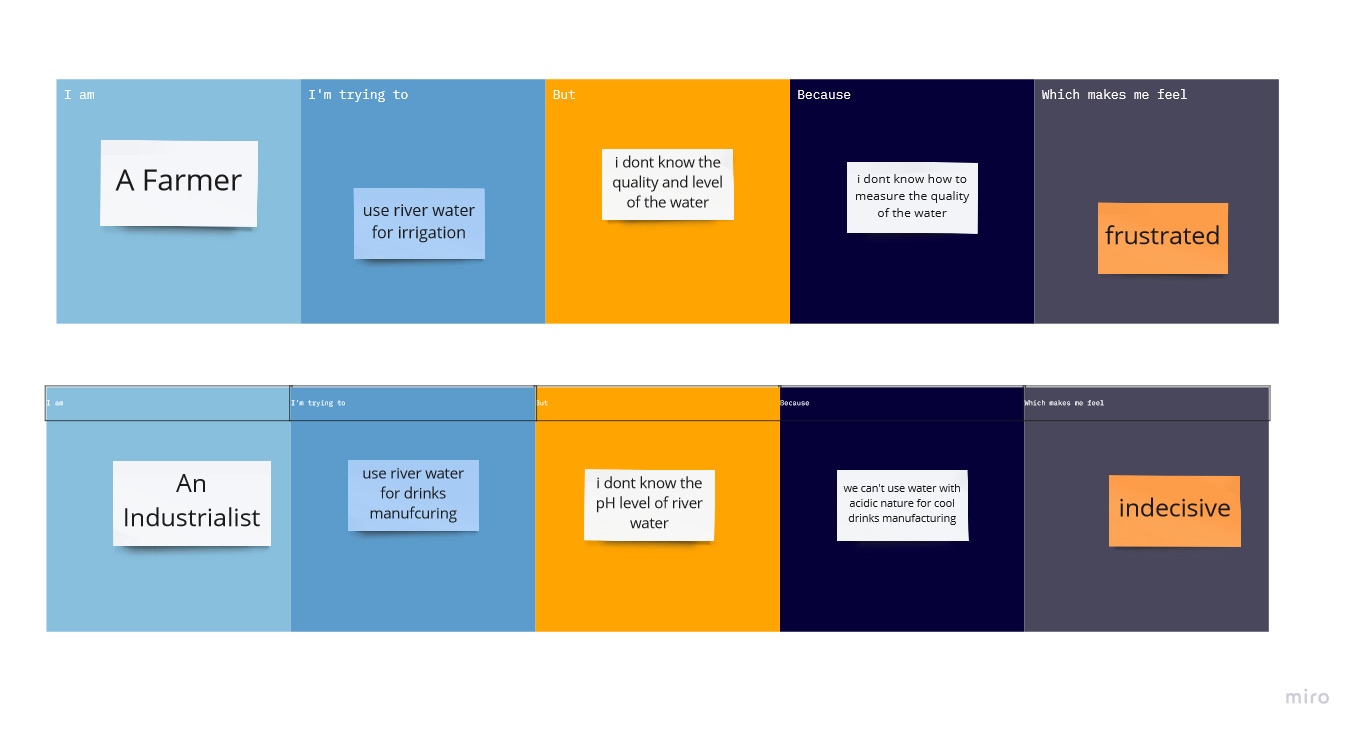 I am
I'm trying to
But
Because
Which makes me feel
A Farmer
use river water
for irrigation
i dont know the
quality and level
of the water
i dont know how to
measure the quality
of the water
frustrated
I am
I'm trying to
But
Because
Which makes me feel
An
Industrialist
use river water
for drinks
manufcuring
i dont know the
pH level of river
water
we can't use water with
acidic nature for cool
drinks manufacturing
indecisive
miro